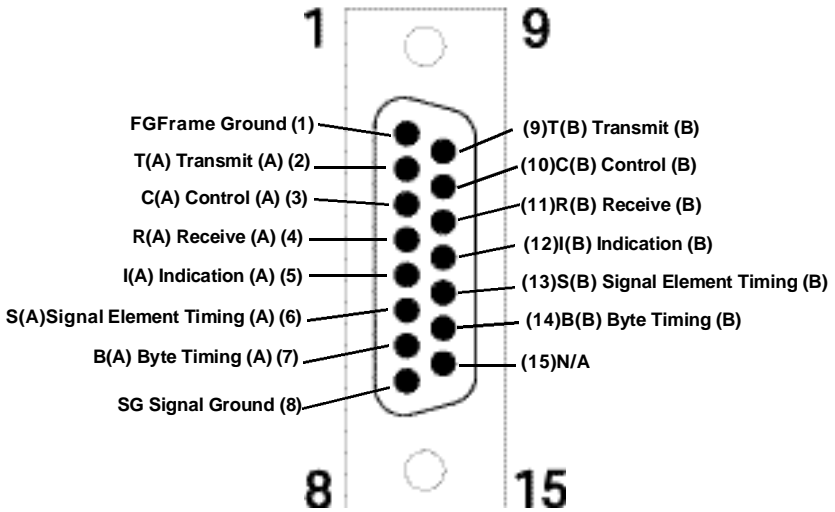 1
9
FGFrame Ground (1)
T(A) Transmit (A) (2)
C(A) Control (A) (3)
R(A) Receive (A) (4)
I(A) Indication (A) (5)
S(A)Signal Element Timing (A) (6)
B(A) Byte Timing (A) (7)
SG Signal Ground (8)
(9)T(B) Transmit (B)
(10)C(B) Control (B)
(11)R(B) Receive (B)
(12)I(B) Indication (B)
(13)S(B) Signal Element Timing (B)
(14)B(B) Byte Timing (B)
(15)N/A
8
15